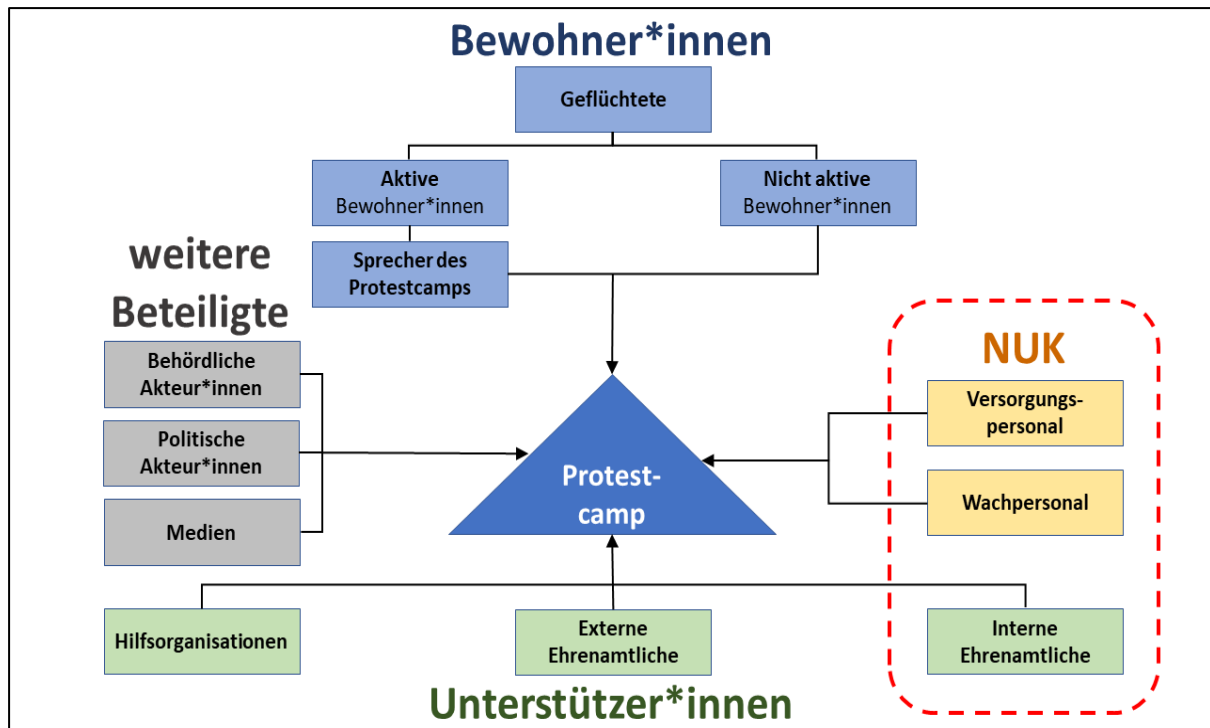 Bewohner*innen
Geflüchtete
Aktive
Bewohner*innen
Nicht aktive
Bewohner*innen
Sprecher des
Protestcamps
weitere
Beteiligte
Behördliche
Akteur*innen
Politische
Akteur*innen
Medien
Protest-
camp
NUK
Versorgungs-
personal
Wachpersonal
Hilfsorganisationen
Externe
Ehrenamtliche
Interne
Ehrenamtliche
Unterstützer*innen